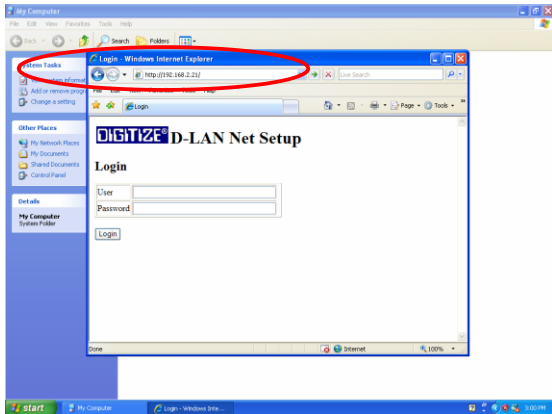 My Computer
File Edit View Favorites Tools Help
Back Search Folders
System Tasks
Add or remove progr
Change a setting
Other Places
My Network Places
My Documents
Shared Documents
Control Panel
Details
My Computer
System Folder
Login - Windows Internet Explorer
http://192.168.2.21/
Live Search
Login
Page Tools
DIGITIZE® D-LAN Net Setup
Login
User
Password
Login
Done
Internet
100%
start
My Computer
Login - Windows Inte...
3:00 PM